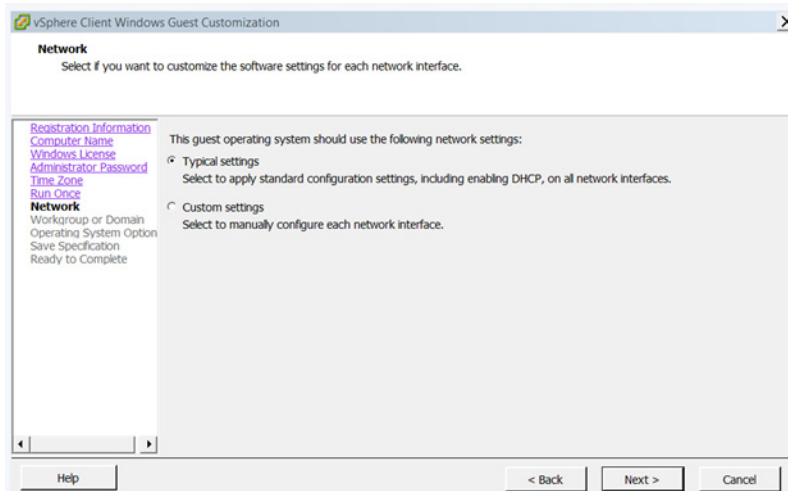 vSphere Client Windows Guest Customization
Network
Select if you want to customize the software settings for each network interface.
Registration Information
Computer Name
Windows License
Administrator Password
Time Zone
Run Once
Network
Workgroup or Domain
Operating System Option
Save Specification
Ready to Complete
This guest operating system should use the following network settings:
Typical settings
Select to apply standard configuration settings, including enabling DHCP, on all network interfaces.
Custom settings
Select to manually configure each network interface.
Help
< Back
Next >
Cancel